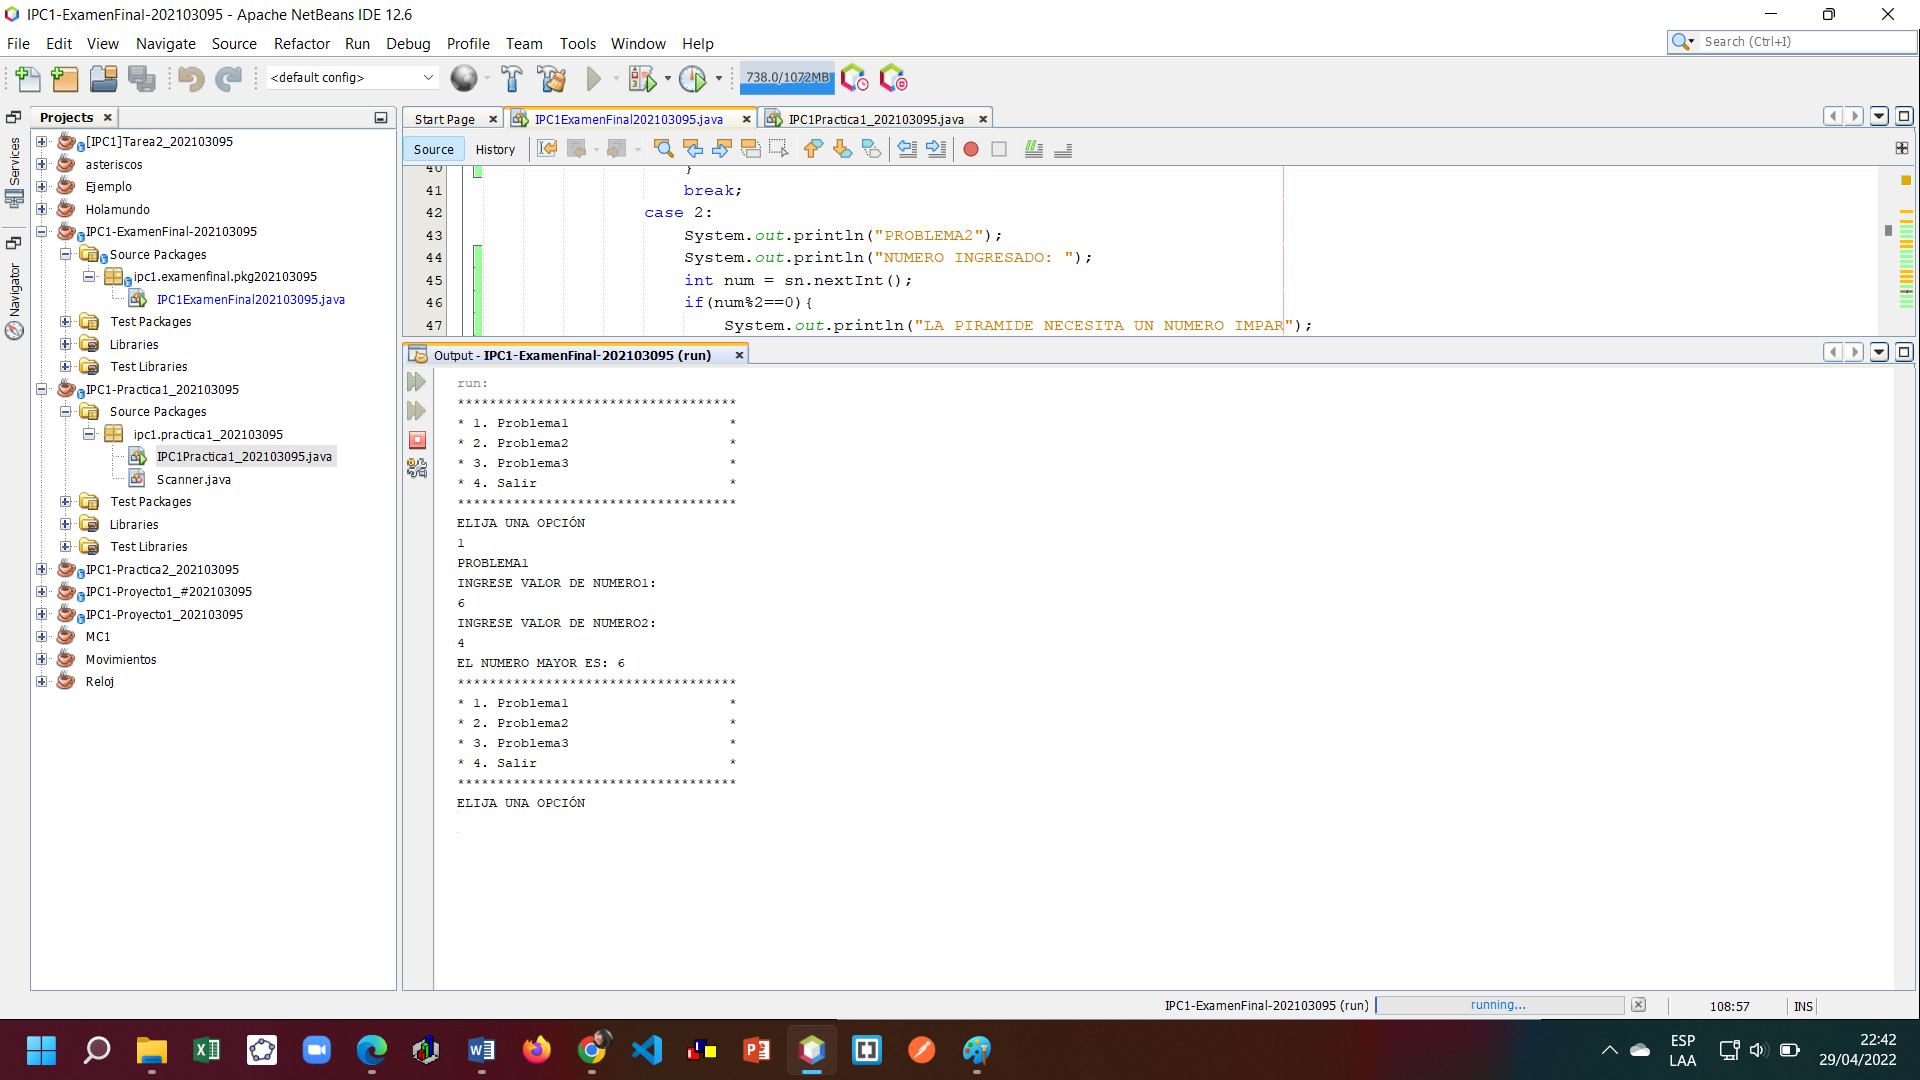 IPC1-ExamenFinal-202103095 - Apache NetBeans IDE 12.6
File Edit View Navigate Source Refactor Run Debug Profile Team Tools Window Help
Search (Ctrl+I)
<default config>
738.0/1072MB
Services
Navigator
Projects
[IPC1]Tarea2_202103095
asteriscos
Ejemplo
Holamundo
IPC1-ExamenFinal-202103095
Source Packages
ipc1.examenfinal.pkg202103095
IPC1ExamenFinal202103095.java
Test Packages
Libraries
Test Libraries
IPC1-Practica1_202103095
Source Packages
ipc1.practica1_202103095
IPC1Practica1_202103095.java
Scanner.java
Test Packages
Libraries
Test Libraries
IPC1-Practica2_202103095
IPC1-Proyecto1_#202103095
IPC1-Proyecto1_202103095
MC1
Movimientos
Reloj
Start Page IPC1ExamenFinal202103095.java IPC1Practica1_202103095.java
Source History
40 }
41 break;
42 case 2:
43 System.out.println("PROBLEMA2");
44 System.out.println("NUMERO INGRESADO: ");
45 int num = sn.nextInt();
46 if(num%2==0){
47 System.out.println("LA PIRAMIDE NECESITA UN NUMERO IMPAR");
Output - IPC1-ExamenFinal-202103095 (run)
run:
***********************************
* 1. Problema1 *
* 2. Problema2 *
* 3. Problema3 *
* 4. Salir *
***********************************
ELIJA UNA OPCIÓN
1
PROBLEMA1
INGRESE VALOR DE NUMERO1:
6
INGRESE VALOR DE NUMERO2:
4
EL NUMERO MAYOR ES: 6
***********************************
* 1. Problema1 *
* 2. Problema2 *
* 3. Problema3 *
* 4. Salir *
***********************************
ELIJA UNA OPCIÓN
IPC1-ExamenFinal-202103095 (run) running... 108:57 INS
ESP
LAA
22:42
29/04/2022